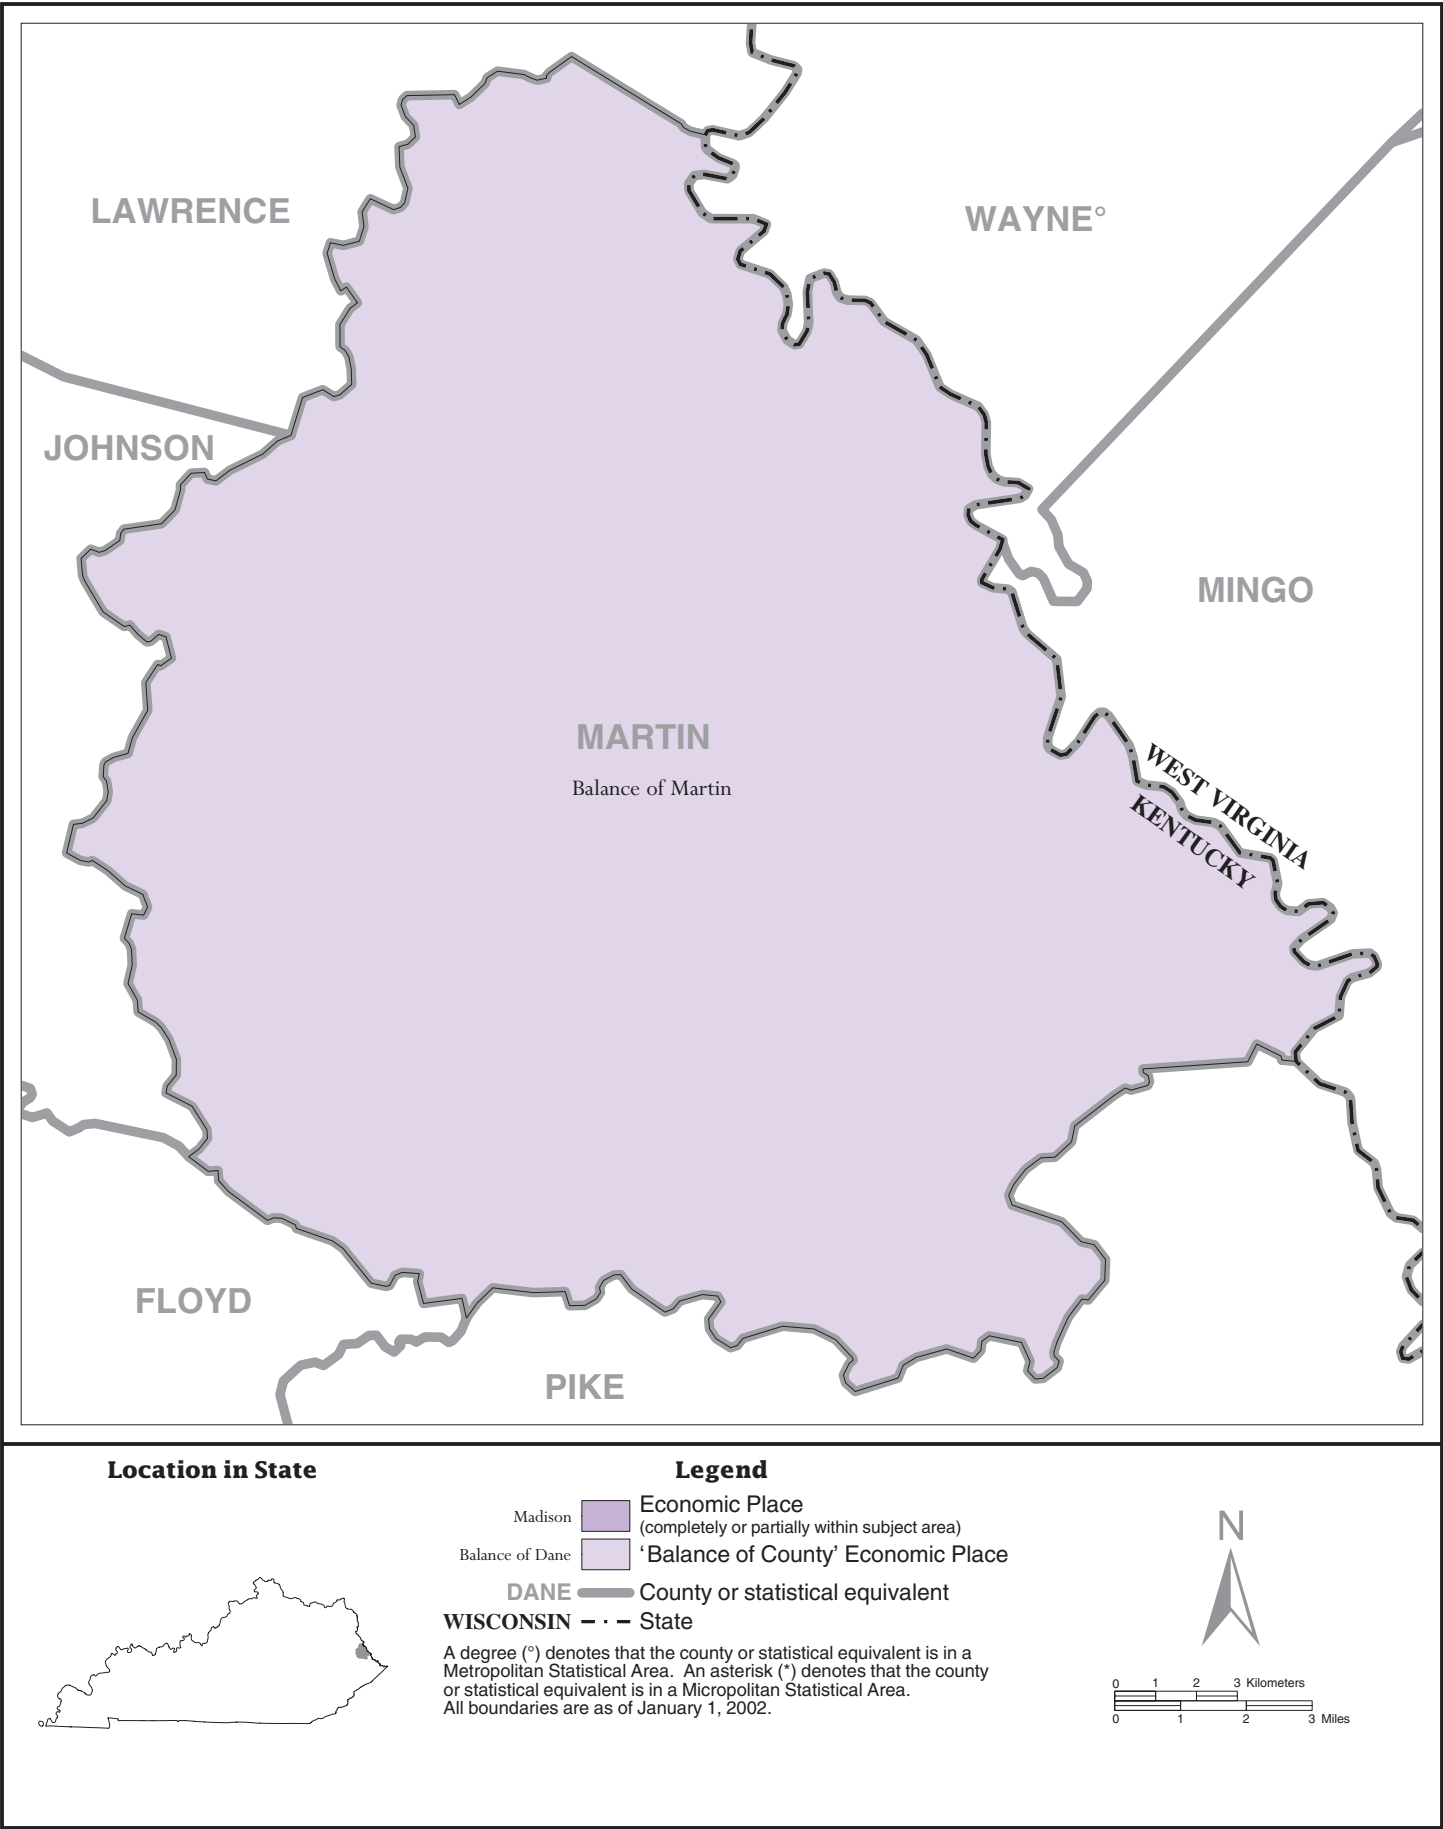 LAWRENCE
WAYNE°
JOHNSON
MINGO
MARTIN
Balance of Martin
WEST VIRGINIA
KENTUCKY
FLOYD
PIKE
Location in State
Legend
Madison
Economic Place
(completely or partially within subject area)
Balance of Dane
‘Balance of County’ Economic Place
DANE
County or statistical equivalent
WISCONSIN
State
A degree (°) denotes that the county or statistical equivalent is in a
Metropolitan Statistical Area. An asterisk (*) denotes that the county
or statistical equivalent is in a Micropolitan Statistical Area.
All boundaries are as of January 1, 2002.
N
0 1 2 3 Kilometers
0 1 2 3 Miles